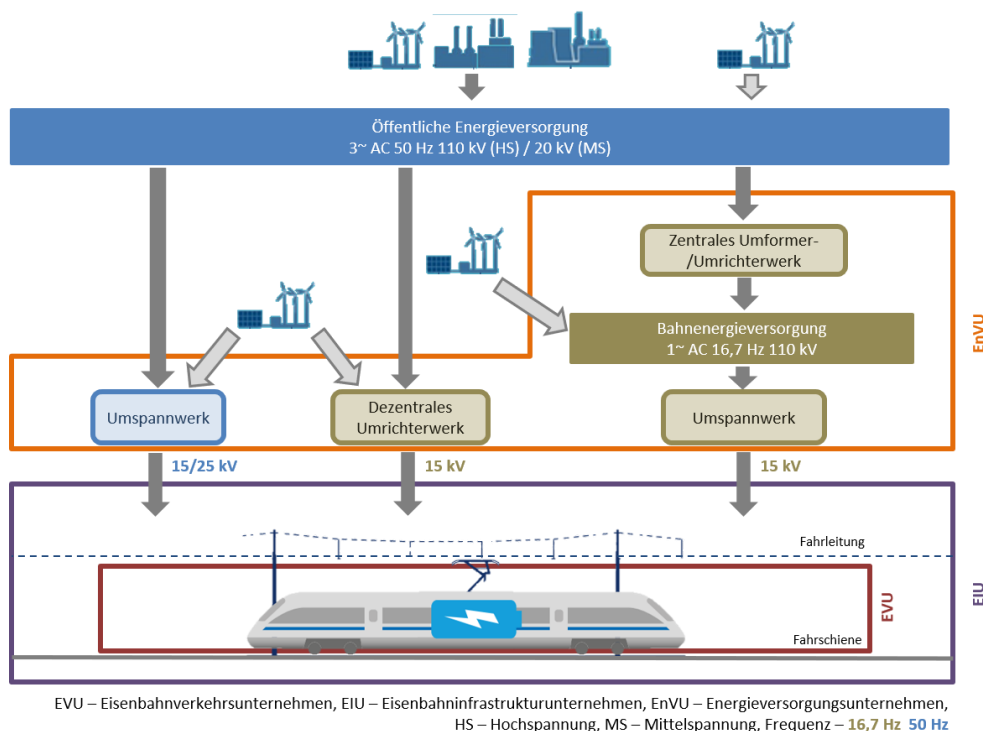 Öffentliche Energieversorgung
3~ AC 50 Hz 110 kV (HS) / 20 kV (MS)
Zentrales Umformer-
/Umrichterwerk
Bahnenergieversorgung
1~ AC 16,7 Hz 110 kV
EnVU
Umspannwerk
Dezentrales
Umrichterwerk
Umspannwerk
15/25 kV
15 kV
15 kV
Fahrleitung
EVU
EIU
Fahrschiene
EVU – Eisenbahnverkehrsunternehmen, EIU – Eisenbahninfrastrukturunternehmen, EnVU – Energieversorgungsunternehmen,
HS – Hochspannung, MS – Mittelspannung, Frequenz – 16,7 Hz 50 Hz